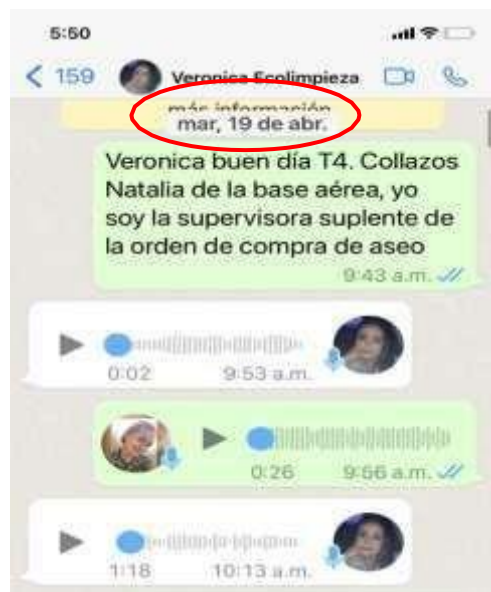 5:50
159 Veronica Ecolimpieza
más información
mar, 19 de abr.
Veronica buen día T4. Collazos
Natalia de la base aérea, yo
soy la supervisora suplente de
la orden de compra de aseo
9:43 a.m.
0:02 9:53 a.m.
0:26 9:56 a.m.
1:18 10:13 a.m.